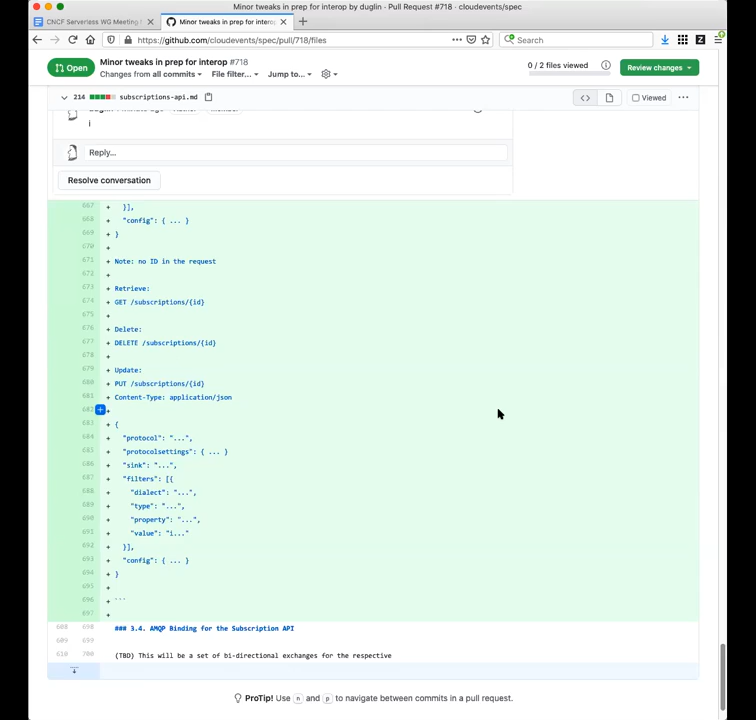 Minor tweaks in prep for interop by duglin · Pull Request #718 · cloudevents/spec
CNCF Serverless WG Meeting
Minor tweaks in prep for interop
https://github.com/cloudevents/spec/pull/718/files
Search
Open
Minor tweaks in prep for interop #718
Changes from all commits
File filter...
Jump to...
0 / 2 files viewed
Review changes
214 subscriptions-api.md
Viewed
i
Reply...
Resolve conversation
667 + }],
668 + "config": { ... }
669 + }
670 +
671 + Note: no ID in the request
672 +
673 + Retrieve:
674 + GET /subscriptions/{id}
675 +
676 + Delete:
677 + DELETE /subscriptions/{id}
678 +
679 + Update:
680 + PUT /subscriptions/{id}
681 + Content-Type: application/json
682 +
683 + {
684 + "protocol": "...",
685 + "protocolsettings": { ... }
686 + "sink": "...",
687 + "filters": [{
688 + "dialect": "...",
689 + "type": "...",
690 + "property": "...",
691 + "value": "i..."
692 + }],
693 + "config": { ... }
694 + }
695 +
696 + ```
697 +
608 698 ### 3.4. AMQP Binding for the Subscription API
609 699
610 700 (TBD) This will be a set of bi-directional exchanges for the respective
ProTip! Use n and p to navigate between commits in a pull request.